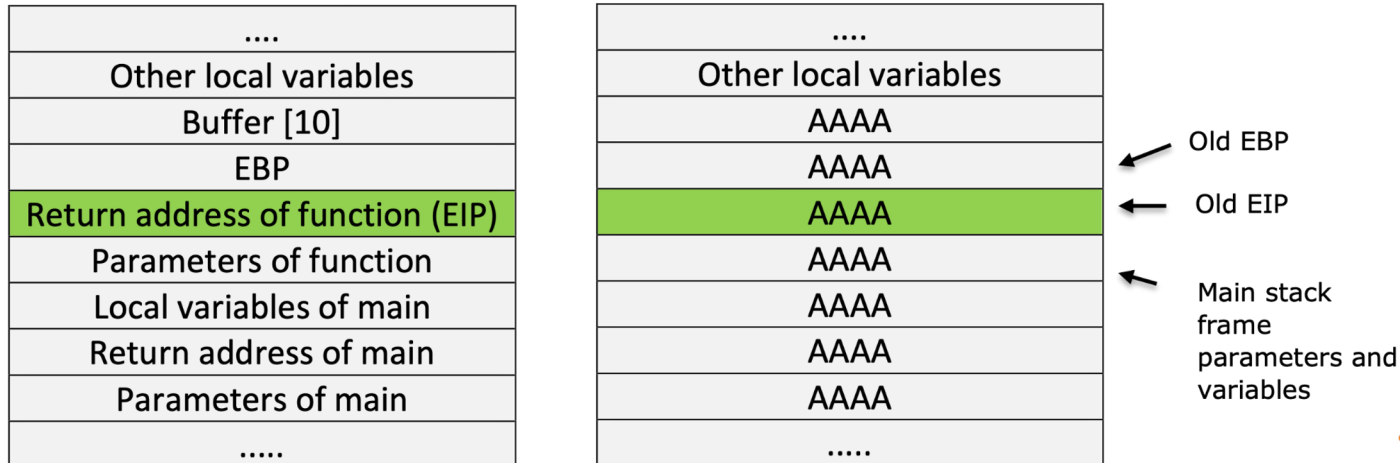 ....
Other local variables
Buffer [10]
EBP
Return address of function (EIP)
Parameters of function
Local variables of main
Return address of main
Parameters of main
.....
....
Other local variables
AAAA
AAAA
AAAA
AAAA
AAAA
AAAA
AAAA
.....
Old EBP
Old EIP
Main stack
frame
parameters and
variables